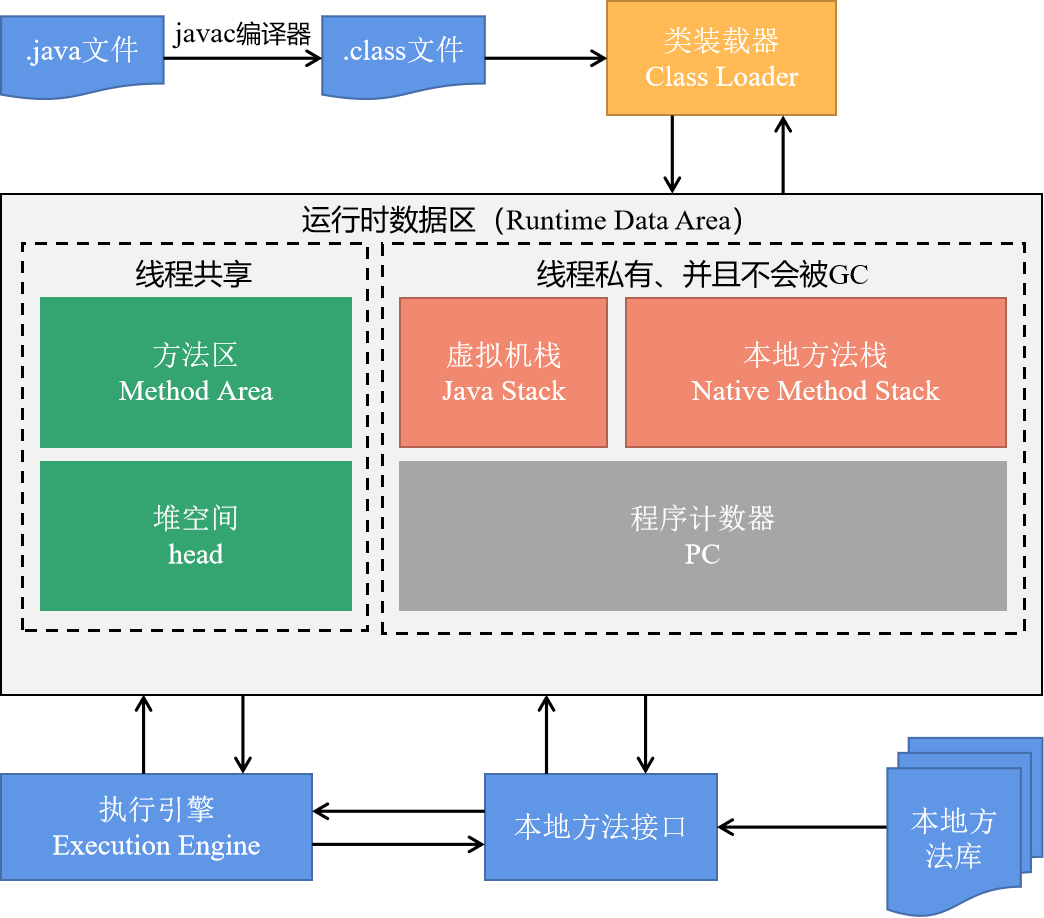 .java文件
javac编译器
.class文件
类装载器
Class Loader
运行时数据区（Runtime Data Area）
线程共享
方法区
Method Area
堆空间
head
线程私有、并且不会被GC
虚拟机栈
Java Stack
本地方法栈
Native Method Stack
程序计数器
PC
执行引擎
Execution Engine
本地方法接口
本地方
法库